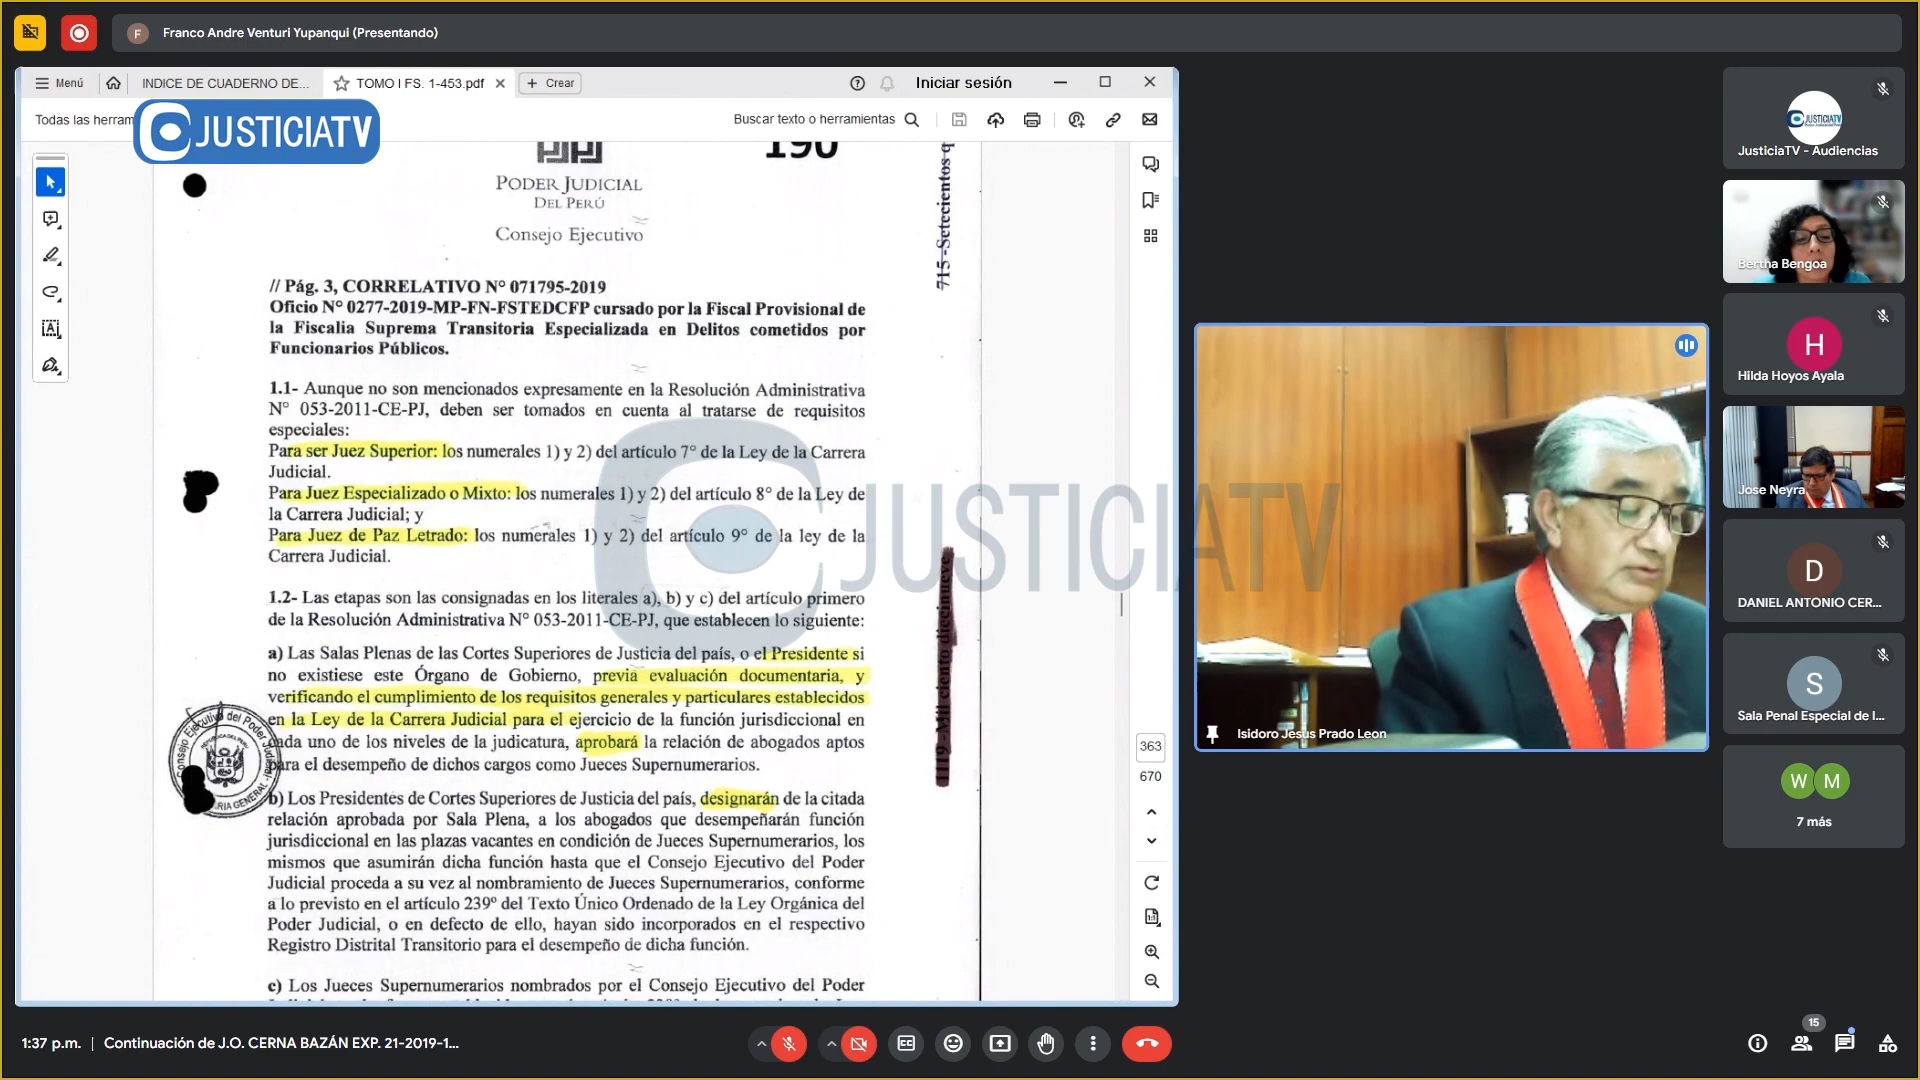 Franco Andre Venturi Yupanqui (Presentando)
Menú
INDICE DE CUADERNO DE...
TOMO I FS. 1-453.pdf
Crear
Iniciar sesión
Todas las herram
JUSTICIATV
Buscar texto o herramientas
190
PODER JUDICIAL
DEL PERÚ
Consejo Ejecutivo
715 -Setecientos q
// Pág. 3, CORRELATIVO N° 071795-2019
Oficio N° 0277-2019-MP-FN-FSTEDCFP cursado por la Fiscal Provisional de
la Fiscalia Suprema Transitoria Especializada en Delitos cometidos por
Funcionarios Públicos.
1.1- Aunque no son mencionados expresamente en la Resolución Administrativa
N° 053-2011-CE-PJ, deben ser tomados en cuenta al tratarse de requisitos
especiales:
Para ser Juez Superior: los numerales 1) y 2) del artículo 7° de la Ley de la Carrera
Judicial.
Para Juez Especializado o Mixto: los numerales 1) y 2) del artículo 8° de la Ley de
la Carrera Judicial; y
Para Juez de Paz Letrado: los numerales 1) y 2) del artículo 9° de la ley de la
Carrera Judicial.
1.2- Las etapas son las consignadas en los literales a), b) y c) del artículo primero
de la Resolución Administrativa N° 053-2011-CE-PJ, que establecen lo siguiente:
a) Las Salas Plenas de las Cortes Superiores de Justicia del país, o el Presidente si
no existiese este Órgano de Gobierno, previa evaluación documentaria, y
verificando el cumplimiento de los requisitos generales y particulares establecidos
en la Ley de la Carrera Judicial para el ejercicio de la función jurisdiccional en
cada uno de los niveles de la judicatura, aprobará la relación de abogados aptos
para el desempeño de dichos cargos como Jueces Supernumerarios.
b) Los Presidentes de Cortes Superiores de Justicia del país, designarán de la citada
relación aprobada por Sala Plena, a los abogados que desempeñarán función
jurisdiccional en las plazas vacantes en condición de Jueces Supernumerarios, los
mismos que asumirán dicha función hasta que el Consejo Ejecutivo del Poder
Judicial proceda a su vez al nombramiento de Jueces Supernumerarios, conforme
a lo previsto en el artículo 239° del Texto Único Ordenado de la Ley Orgánica del
Poder Judicial, o en defecto de ello, hayan sido incorporados en el respectivo
Registro Distrital Transitorio para el desempeño de dicha función.
c) Los Jueces Supernumerarios nombrados por el Consejo Ejecutivo del Poder
1119 -Mil ciento diecinueve
Consejo Ejecutivo del Poder Judicial
JUSTICIATV
363
670
Isidoro Jesus Prado Leon
JUSTICIATV
JusticiaTV - Audiencias
Bertha Bengoa
H
Hilda Hoyos Ayala
Jose Neyra
D
DANIEL ANTONIO CER...
S
Sala Penal Especial de l...
W M
7 más
1:37 p.m. | Continuación de J.O. CERNA BAZÁN EXP. 21-2019-1...
15